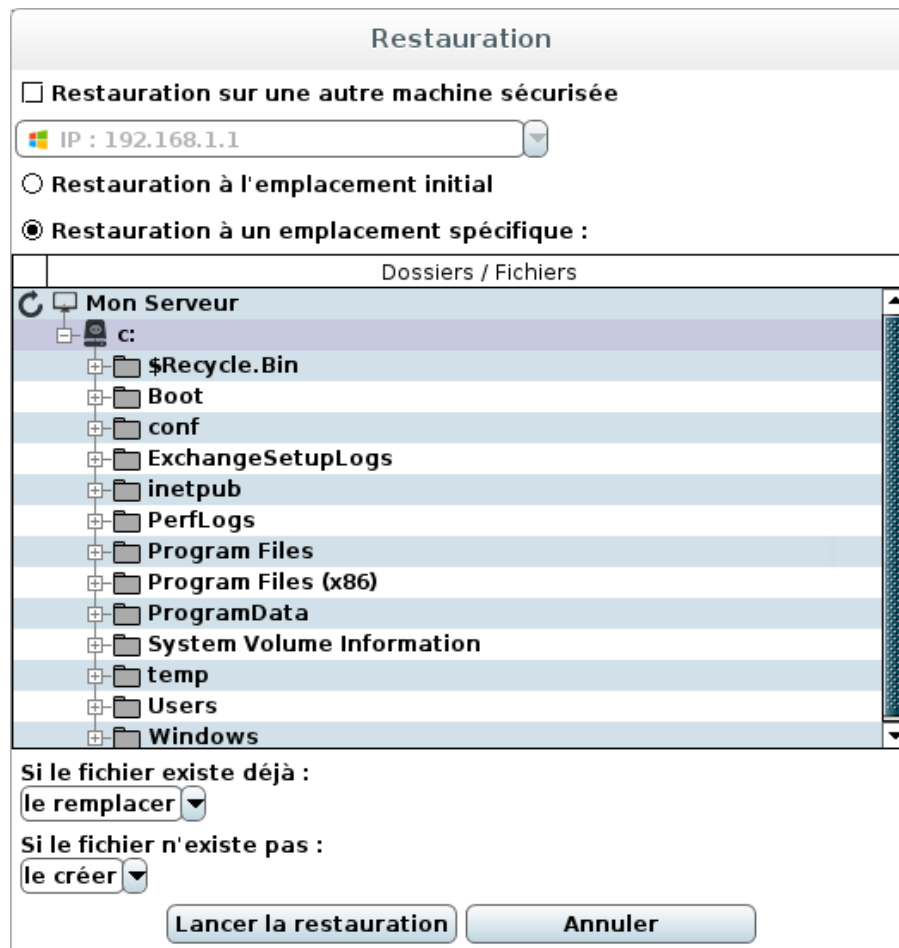 Restauration
Restauration sur une autre machine sécurisée
IP : 192.168.1.1
Restauration à l'emplacement initial
Restauration à un emplacement spécifique :
Dossiers / Fichiers
Mon Serveur
c:
$Recycle.Bin
Boot
conf
ExchangeSetupLogs
inetpub
PerfLogs
Program Files
Program Files (x86)
ProgramData
System Volume Information
temp
Users
Windows
Si le fichier existe déjà :
le remplacer
Si le fichier n'existe pas :
le créer
Lancer la restauration Annuler